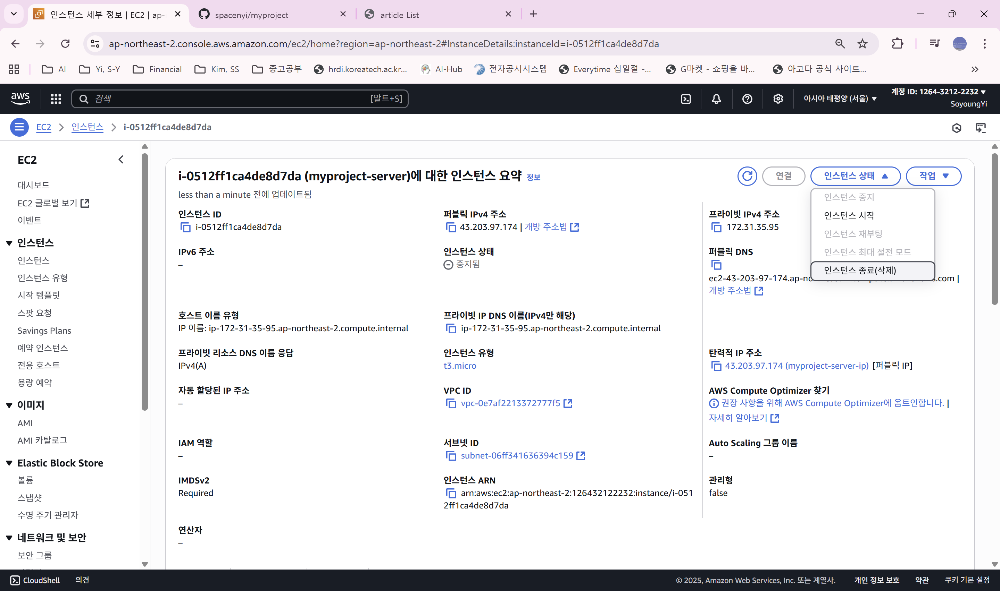 인스턴스 세부 정보 | EC2 | ap-
spacenyi/myproject
article List
ap-northeast-2.console.aws.amazon.com/ec2/home?region=ap-northeast-2#InstanceDetails:instanceId=i-0512ff1ca4de8d7da
AI
Yi, S-Y
Financial
Kim, SS
중고공부
hrdi.koreatech.ac.kr...
AI-Hub
전자공시시스템
Everytime 십일절 -...
G마켓 - 쇼핑을 바...
아고다 공식 사이트...
aws
검색
[알트+S]
아시아 태평양 (서울)
계정 ID: 1264-3212-2232
SoyoungYi
EC2
인스턴스
i-0512ff1ca4de8d7da
EC2
대시보드
EC2 글로벌 보기
이벤트
인스턴스
인스턴스
인스턴스 유형
시작 템플릿
스팟 요청
Savings Plans
예약 인스턴스
전용 호스트
용량 예약
이미지
AMI
AMI 카탈로그
Elastic Block Store
볼륨
스냅샷
수명 주기 관리자
네트워크 및 보안
보안 그룹
i-0512ff1ca4de8d7da (myproject-server)에 대한 인스턴스 요약 정보
less than a minute 전에 업데이트됨
연결
인스턴스 상태
작업
인스턴스 중지
인스턴스 시작
인스턴스 재부팅
인스턴스 최대 절전 모드
인스턴스 종료(삭제)
인스턴스 ID
i-0512ff1ca4de8d7da
퍼블릭 IPv4 주소
43.203.97.174 | 개방 주소법
프라이빗 IPv4 주소
172.31.35.95
IPv6 주소
–
인스턴스 상태
중지됨
퍼블릭 DNS
ec2-43-203-97-174.ap-no
.com |
개방 주소법
호스트 이름 유형
IP 이름: ip-172-31-35-95.ap-northeast-2.compute.internal
프라이빗 IP DNS 이름(IPv4만 해당)
ip-172-31-35-95.ap-northeast-2.compute.internal
프라이빗 리소스 DNS 이름 응답
IPv4(A)
인스턴스 유형
t3.micro
탄력적 IP 주소
43.203.97.174 (myproject-server-ip) [퍼블릭 IP]
자동 할당된 IP 주소
–
VPC ID
vpc-0e7af2213372777f5
AWS Compute Optimizer 찾기
권장 사항을 위해 AWS Compute Optimizer에 옵트인합니다. |
자세히 알아보기
IAM 역할
–
서브넷 ID
subnet-06ff341636394c159
Auto Scaling 그룹 이름
–
IMDSv2
Required
인스턴스 ARN
arn:aws:ec2:ap-northeast-2:126432122232:instance/i-051
2ff1ca4de8d7da
관리형
false
연산자
–
CloudShell
의견
© 2025, Amazon Web Services, Inc. 또는 계열사.
개인 정보 보호
약관
쿠키 기본 설정